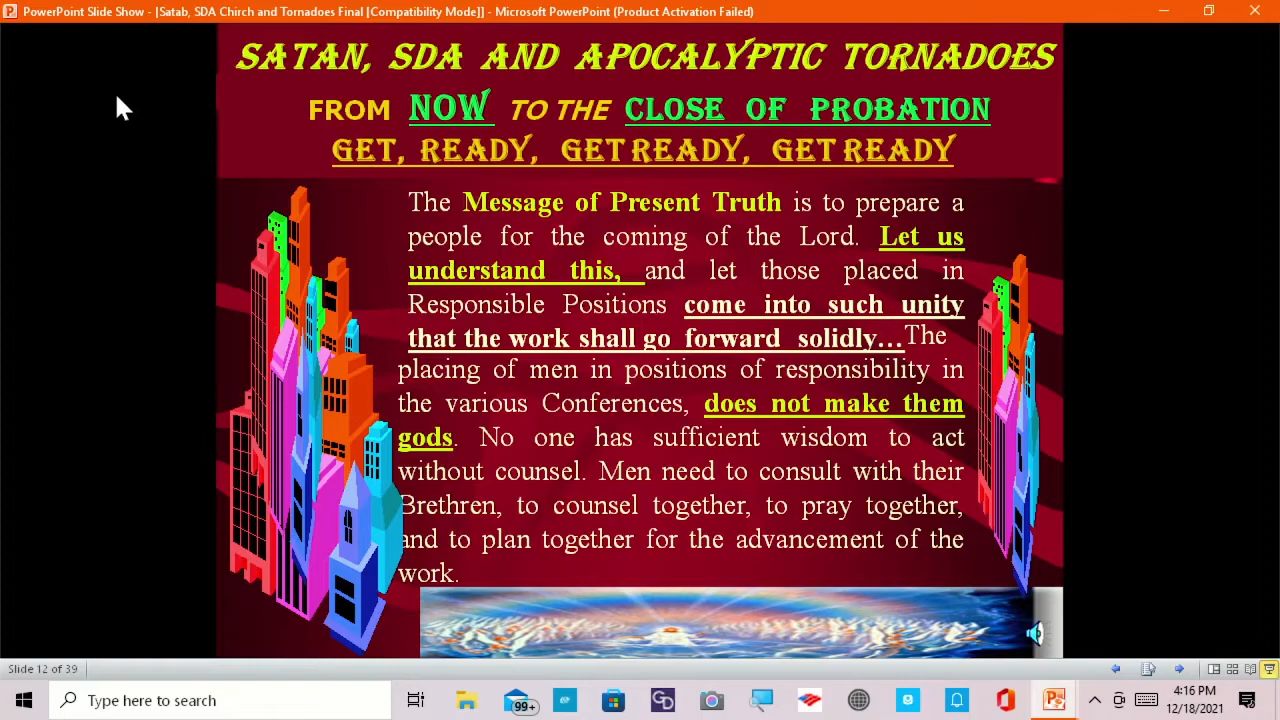 PowerPoint Slide Show - [Satab, SDA Chirch and Tornadoes Final [Compatibility Mode]] - Microsoft PowerPoint (Product Activation Failed)
SATAN, SDA AND APOCALYPTIC TORNADOES
FROM NOW TO THE CLOSE OF PROBATION
GET, READY, GET READY, GET READY
The Message of Present Truth is to prepare a
people for the coming of the Lord. Let us
understand this, and let those placed in
Responsible Positions come into such unity
that the work shall go forward solidly…The
placing of men in positions of responsibility in
the various Conferences, does not make them
gods. No one has sufficient wisdom to act
without counsel. Men need to consult with their
Brethren, to counsel together, to pray together,
and to plan together for the advancement of the
work.
Slide 12 of 39
Type here to search
99+
GD
4:16 PM
12/18/2021